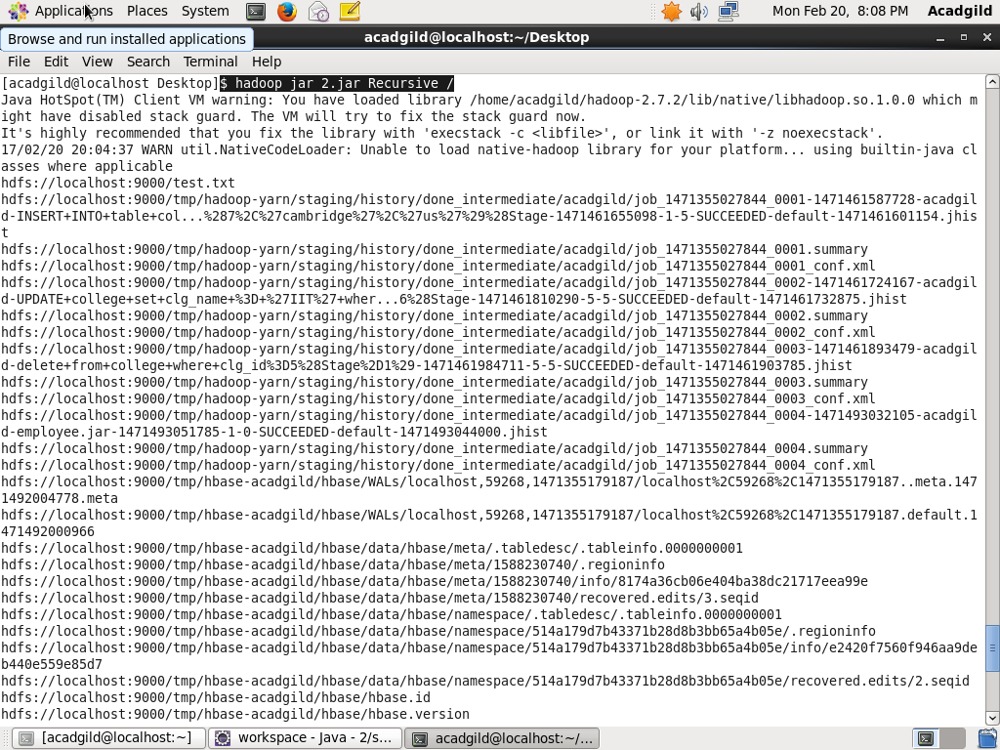 Applications Places System Mon Feb 20, 8:08 PM Acadgild
Browse and run installed applications
acadgild@localhost:~/Desktop
File Edit View Search Terminal Help
[acadgild@localhost Desktop]$ hadoop jar 2.jar Recursive /
Java HotSpot(TM) Client VM warning: You have loaded library /home/acadgild/hadoop-2.7.2/lib/native/libhadoop.so.1.0.0 which m
ight have disabled stack guard. The VM will try to fix the stack guard now.
It's highly recommended that you fix the library with 'execstack -c <libfile>', or link it with '-z noexecstack'.
17/02/20 20:04:37 WARN util.NativeCodeLoader: Unable to load native-hadoop library for your platform... using builtin-java cl
asses where applicable
hdfs://localhost:9000/test.txt
hdfs://localhost:9000/tmp/hadoop-yarn/staging/history/done_intermediate/acadgild/job_1471355027844_0001-1471461587728-acadgil
d-INSERT+INTO+table+col...%287%2C%27cambridge%27%2C%27us%27%29%28Stage-1471461655098-1-5-SUCCEEDED-default-1471461601154.jhis
t
hdfs://localhost:9000/tmp/hadoop-yarn/staging/history/done_intermediate/acadgild/job_1471355027844_0001.summary
hdfs://localhost:9000/tmp/hadoop-yarn/staging/history/done_intermediate/acadgild/job_1471355027844_0001_conf.xml
hdfs://localhost:9000/tmp/hadoop-yarn/staging/history/done_intermediate/acadgild/job_1471355027844_0002-1471461724167-acadgil
d-UPDATE+college+set+clg_name+%3D+%27IIT%27+wher...6%28Stage-1471461810290-5-5-SUCCEEDED-default-1471461732875.jhist
hdfs://localhost:9000/tmp/hadoop-yarn/staging/history/done_intermediate/acadgild/job_1471355027844_0002.summary
hdfs://localhost:9000/tmp/hadoop-yarn/staging/history/done_intermediate/acadgild/job_1471355027844_0002_conf.xml
hdfs://localhost:9000/tmp/hadoop-yarn/staging/history/done_intermediate/acadgild/job_1471355027844_0003-1471461893479-acadgil
d-delete+from+college+where+clg_id%3D5%28Stage%2D1%29-1471461984711-5-5-SUCCEEDED-default-1471461903785.jhist
hdfs://localhost:9000/tmp/hadoop-yarn/staging/history/done_intermediate/acadgild/job_1471355027844_0003.summary
hdfs://localhost:9000/tmp/hadoop-yarn/staging/history/done_intermediate/acadgild/job_1471355027844_0003_conf.xml
hdfs://localhost:9000/tmp/hadoop-yarn/staging/history/done_intermediate/acadgild/job_1471355027844_0004-1471493032105-acadgil
d-employee.jar-1471493051785-1-0-SUCCEEDED-default-1471493044000.jhist
hdfs://localhost:9000/tmp/hadoop-yarn/staging/history/done_intermediate/acadgild/job_1471355027844_0004.summary
hdfs://localhost:9000/tmp/hadoop-yarn/staging/history/done_intermediate/acadgild/job_1471355027844_0004_conf.xml
hdfs://localhost:9000/tmp/hbase-acadgild/hbase/WALs/localhost,59268,1471355179187/localhost%2C59268%2C1471355179187..meta.147
1492004778.meta
hdfs://localhost:9000/tmp/hbase-acadgild/hbase/WALs/localhost,59268,1471355179187/localhost%2C59268%2C1471355179187.default.1
471492000966
hdfs://localhost:9000/tmp/hbase-acadgild/hbase/data/hbase/meta/.tabledesc/.tableinfo.0000000001
hdfs://localhost:9000/tmp/hbase-acadgild/hbase/data/hbase/meta/1588230740/.regioninfo
hdfs://localhost:9000/tmp/hbase-acadgild/hbase/data/hbase/meta/1588230740/info/8174a36cb06e404ba38dc21717eea99e
hdfs://localhost:9000/tmp/hbase-acadgild/hbase/data/hbase/meta/1588230740/recovered.edits/3.seqid
hdfs://localhost:9000/tmp/hbase-acadgild/hbase/data/hbase/namespace/.tabledesc/.tableinfo.0000000001
hdfs://localhost:9000/tmp/hbase-acadgild/hbase/data/hbase/namespace/514a179d7b43371b28d8b3bb65a4b05e/.regioninfo
hdfs://localhost:9000/tmp/hbase-acadgild/hbase/data/hbase/namespace/514a179d7b43371b28d8b3bb65a4b05e/info/e2420f7560f946aa9de
b440e559e85d7
hdfs://localhost:9000/tmp/hbase-acadgild/hbase/data/hbase/namespace/514a179d7b43371b28d8b3bb65a4b05e/recovered.edits/2.seqid
hdfs://localhost:9000/tmp/hbase-acadgild/hbase/hbase.id
hdfs://localhost:9000/tmp/hbase-acadgild/hbase/hbase.version
[acadgild@localhost:~] workspace - Java - 2/s... acadgild@localhost:~/...